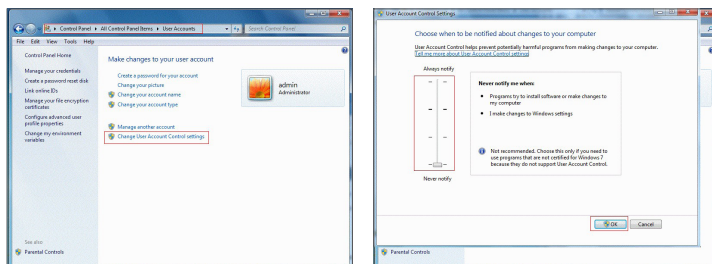 Control Panel ▸ All Control Panel Items ▸ User Accounts
Search Control Panel
File Edit View Tools Help
Control Panel Home
Manage your credentials
Create a password reset disk
Link online IDs
Manage your file encryption
certificates
Configure advanced user
profile properties
Change my environment
variables
See also
Parental Controls
Make changes to your user account
Create a password for your account
Change your picture
Change your account name
Change your account type
Manage another account
Change User Account Control settings
admin
Administrator
User Account Control Settings
Choose when to be notified about changes to your computer
User Account Control helps prevent potentially harmful programs from making changes to your computer.
Tell me more about User Account Control settings
Always notify
Never notify
Never notify me when:
• Programs try to install software or make changes to
my computer
• I make changes to Windows settings
Not recommended. Choose this only if you need to
use programs that are not certified for Windows 7
because they do not support User Account Control.
OK
Cancel
Parental Controls